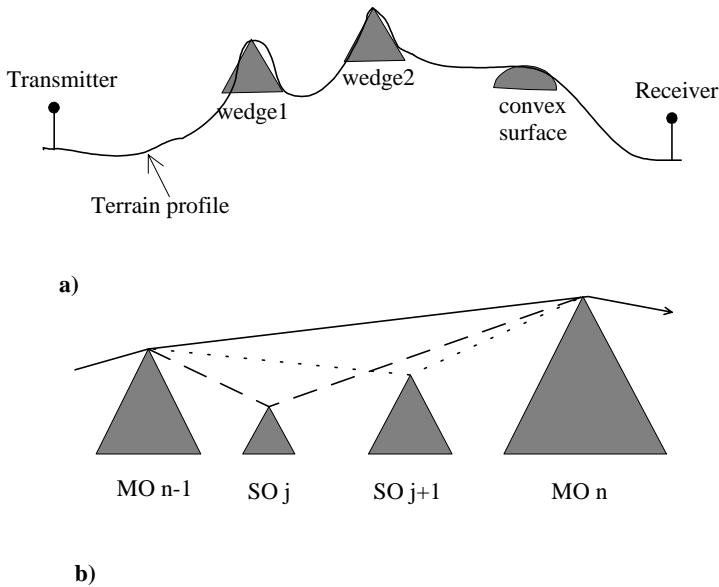 Transmitter
wedge1
wedge2
convex
surface
Receiver
Terrain profile
a)
MO n-1
SO j
SO j+1
MO n
b)